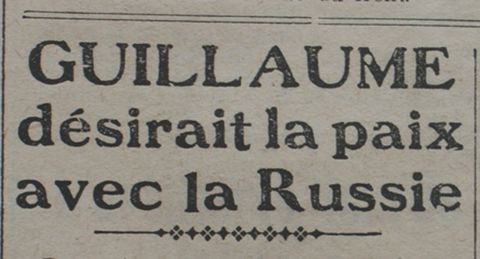 GUILLAUME
désirait la paix
avec la Russie